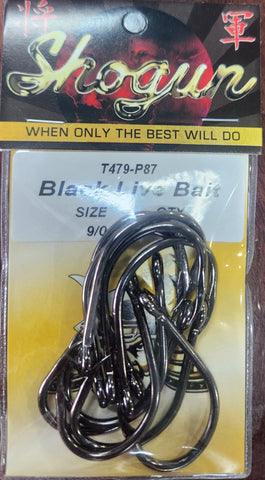 将 軍
Shogun
WHEN ONLY THE BEST WILL DO
T479-P87
Black Live Bait
SIZE QTY
9/0